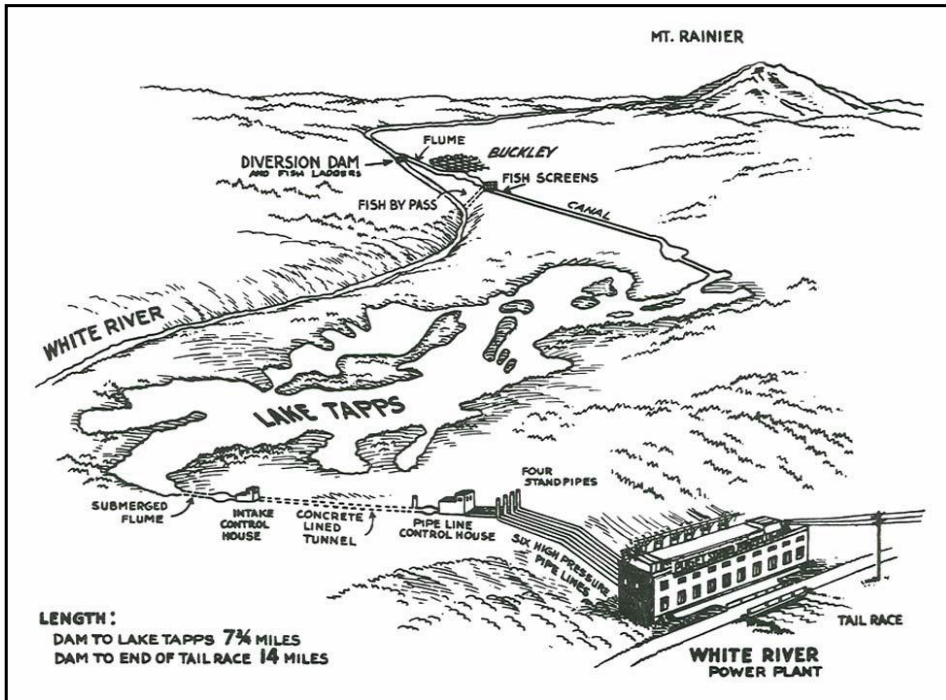 MT. RAINIER
FLUME
BUCKLEY
DIVERSION DAM
AND FISH LADDERS
FISH SCREENS
FISH BY PASS
CANAL
WHITE RIVER
LAKE TAPPS
FOUR
STANDPIPES
SUBMERGED
FLUME
INTAKE
CONTROL
HOUSE
CONCRETE
LINED
TUNNEL
PIPE LINE
CONTROL HOUSE
SIX HIGH PRESSURE
PIPE LINES
TAIL RACE
LENGTH:
DAM TO LAKE TAPPS 7¾ MILES
DAM TO END OF TAIL RACE 14 MILES
WHITE RIVER
POWER PLANT